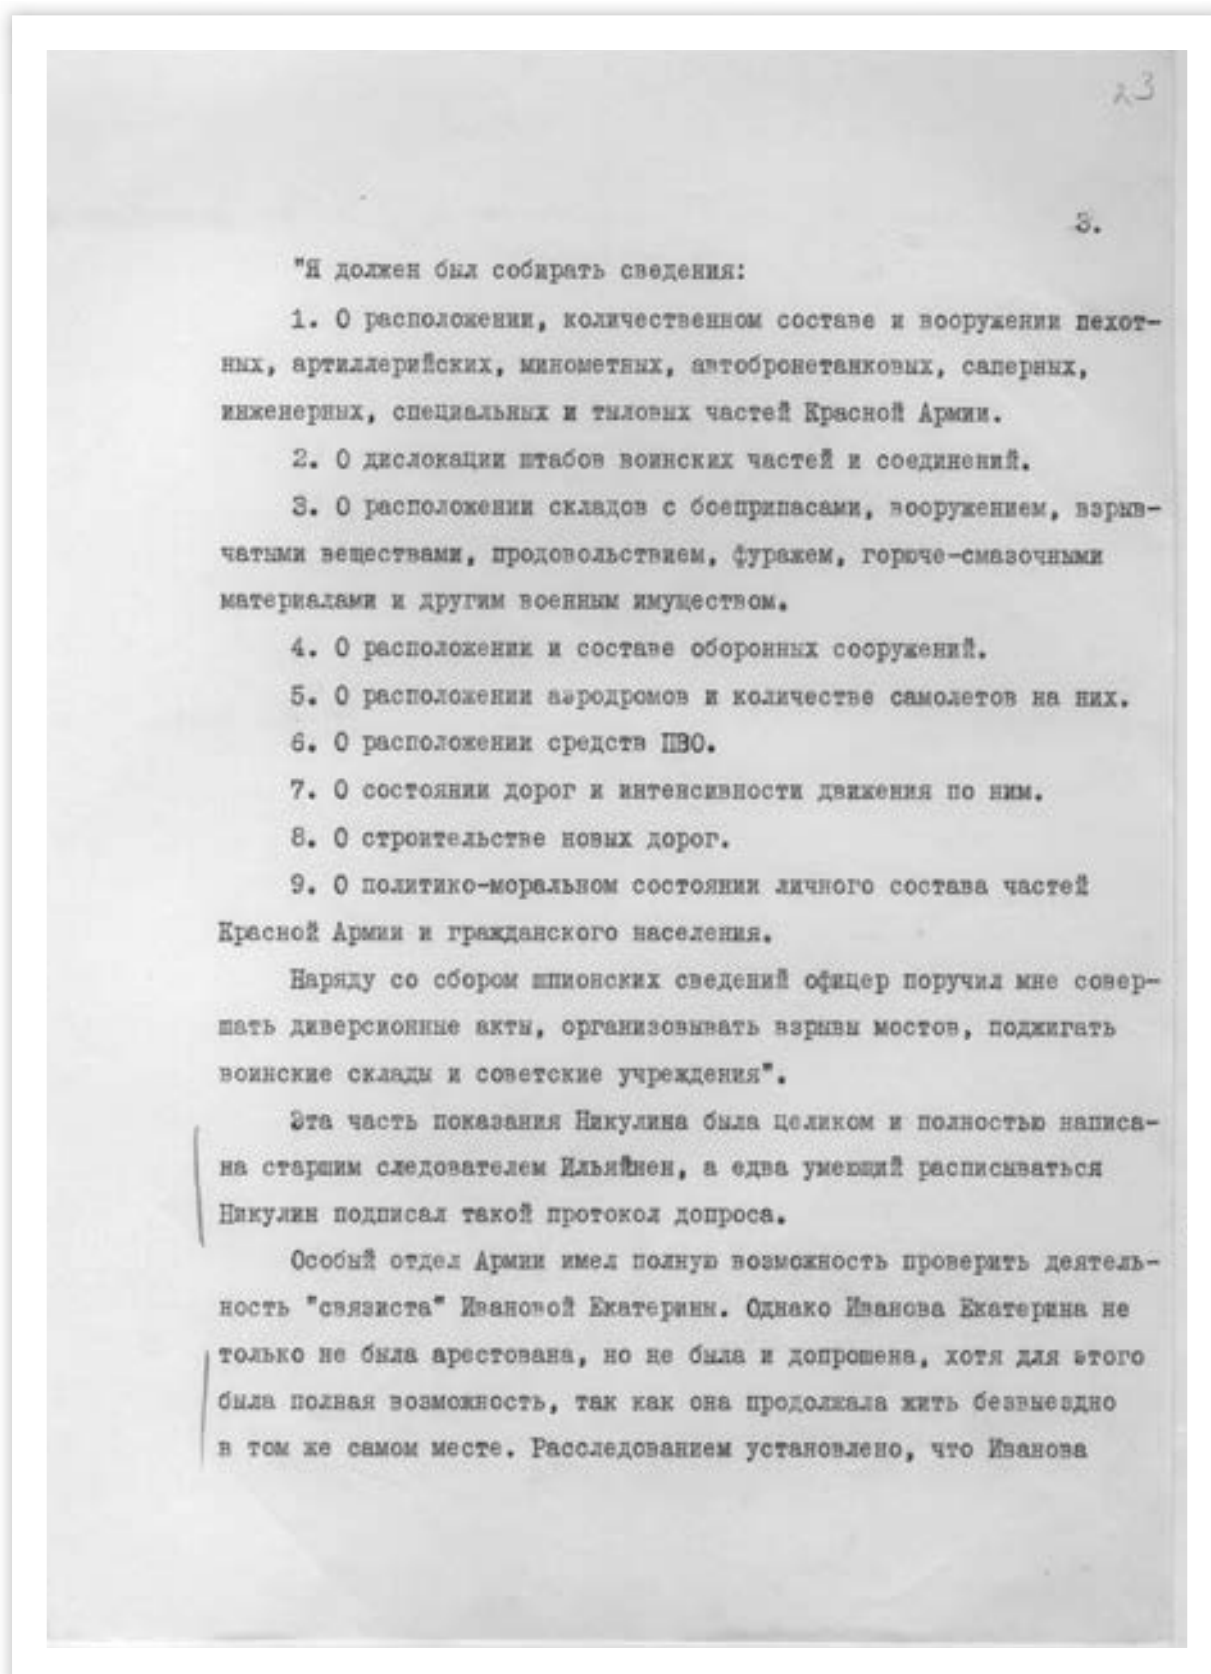 23
3.
"Я должен был собирать сведения:
1. О расположении, количественном составе и вооружении пехот-
ных, артиллерийских, минометных, автобронетанковых, саперных,
инженерных, специальных и тыловых частей Красной Армии.
2. О дислокации штабов воинских частей и соединений.
3. О расположении складов с боеприпасами, вооружением, взрыв-
чатыми веществами, продовольствием, фуражем, горюче-смазочными
материалами и другим военным имуществом.
4. О расположении и составе оборонных сооружений.
5. О расположении аэродромов и количестве самолетов на них.
6. О расположении средств ПВО.
7. О состоянии дорог и интенсивности движения по ним.
8. О строительстве новых дорог.
9. О политико-моральном состоянии личного состава частей
Красной Армии и гражданского населения.
Наряду со сбором шпионских сведений офицер поручил мне совер-
шать диверсионные акты, организовывать взрывы мостов, поджигать
воинские склады и советские учреждения".
Эта часть показания Никулина была целиком и полностью написа-
на старшим следователем Ильяйнен, а едва умеющий расписываться
Никулин подписал такой протокол допроса.
Особый отдел Армии имел полную возможность проверить деятель-
ность "связиста" Ивановой Екатерины. Однако Иванова Екатерина не
только не была арестована, но не была и допрошена, хотя для этого
была полная возможность, так как она продолжала жить безвыездно
в том же самом месте. Расследованием установлено, что Иванова